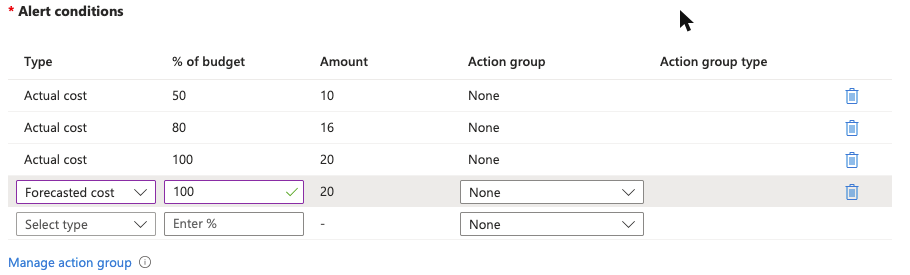 * Alert conditions
Type % of budget Amount Action group Action group type
Actual cost 50 10 None
Actual cost 80 16 None
Actual cost 100 20 None
Forecasted cost 100 20 None
Select type Enter % - None
Manage action group